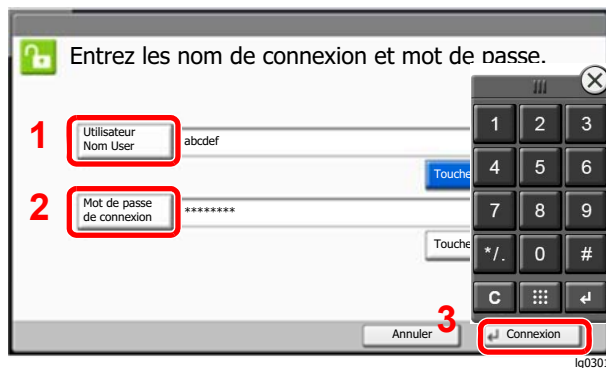 Entrez les nom de connexion et mot de passe.
1
Utilisateur
Nom User
abcdef
Touche
2
Mot de passe
de connexion
********
Touche
1 2 3
4 5 6
7 8 9
*/. 0 #
C
3
Annuler
Connexion
lq0301